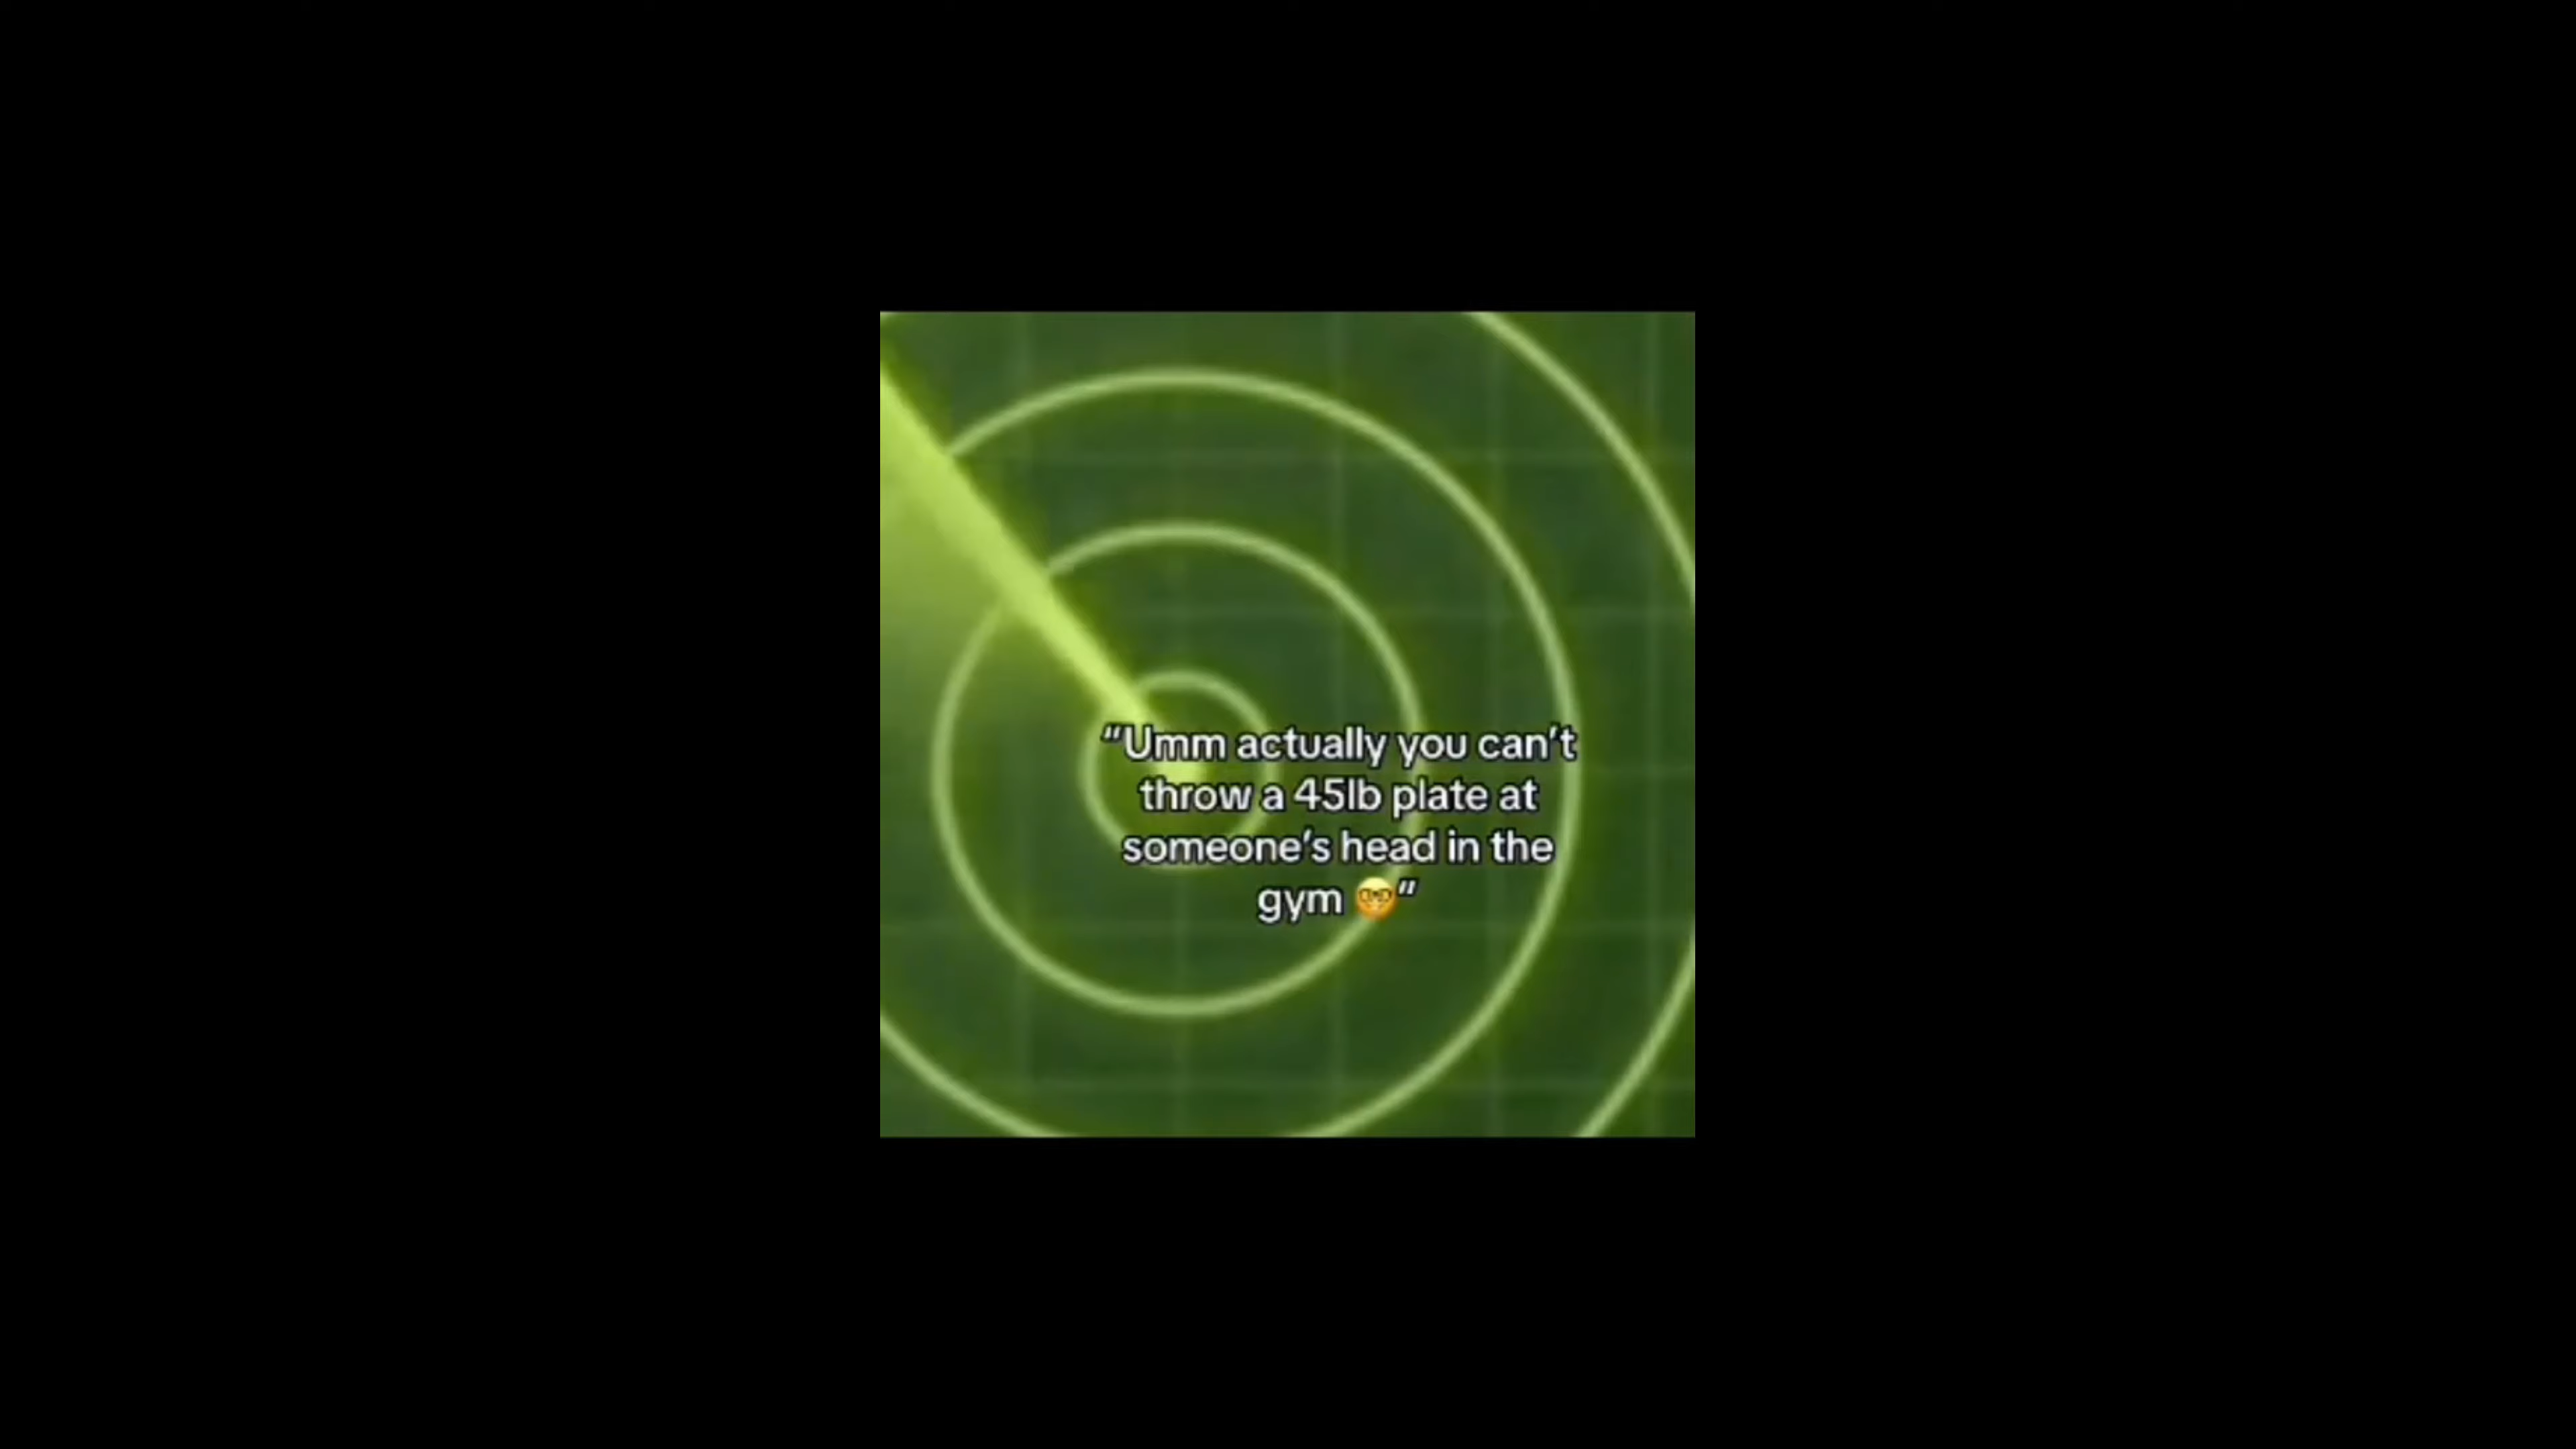 “Umm actually you can’t
throw a 45lb plate at
someone’s head in the
gym 🤓”